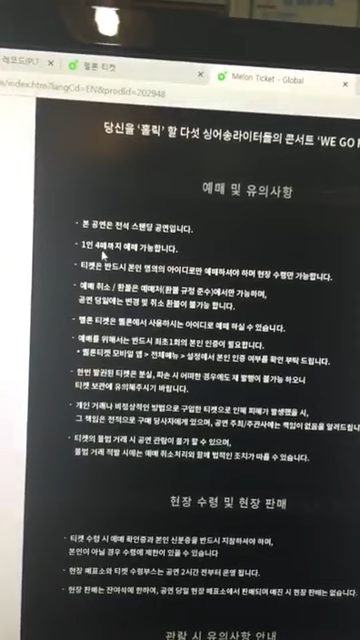 레코드(PLT
멜론 티켓
Melon Ticket - Global
/index.htm?langCd=EN&prodId=202948
당신을 '홀릭' 할 다섯 싱어송라이터들의 콘서트 'WE GO
예매 및 유의사항
- 본 공연은 전석 스탠딩 공연입니다.
- 1인 4매까지 예매 가능합니다.
- 티켓은 반드시 본인 명의의 아이디로만 예매하셔야 하며 현장 수령만 가능합니다.
- 예매 취소 / 환불은 예매처(환불 규정 준수)에서만 가능하며,
공연 당일에는 변경 및 취소 환불이 불가능 합니다.
- 멜론 티켓은 멜론에서 사용하시는 아이디로 예매 하실 수 있습니다.
- 예매를 위해서는 반드시 최초1회의 본인 인증이 필요합니다.
* 멜론티켓 모바일 앱 > 전체메뉴 > 설정에서 본인 인증 여부를 확인 부탁 드립니다.
- 한번 발권된 티켓은 분실, 파손 시 어떠한 경우에도 재 발행이 불가능 하오니
티켓 보관에 유의해주시기 바랍니다.
- 개인 거래나 비정상적인 방법으로 구입한 티켓으로 인해 피해가 발생했을 시,
그 책임은 전적으로 구매 당사자에게 있으며, 공연 주최/주관사에는 책임이 없음을 알려드립니
- 티켓의 불법 거래 시 공연 관람이 불가 할 수 있으며,
불법 거래 적발 시에는 예매 취소처리와 함께 법적인 조치가 따를 수 있습니다.
현장 수령 및 현장 판매
- 티켓 수령 시 예매 확인증과 본인 신분증을 반드시 지참하셔야 하며,
본인이 아닐 경우 수령에 제한이 있을 수 있습니다
- 현장 매표소와 티켓 수령부스는 공연 2시간 전부터 운영 됩니다.
- 현장 판매는 잔여석에 한하여, 공연 당일 현장 매표소에서 판매되며 매진 시 현장 판매는 없습니다.
관람 시 유의사항 안내